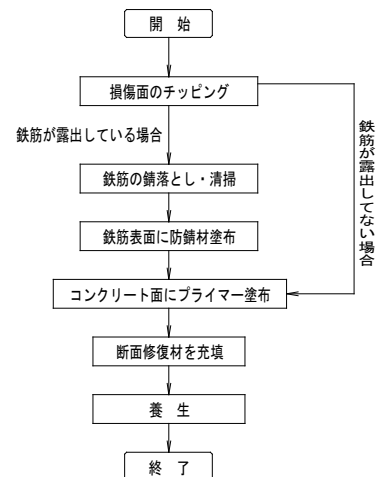 開　始
損傷面のチッピング
鉄筋が露出している場合
鉄筋が露出してない場合
鉄筋の錆落とし・清掃
鉄筋表面に防錆材塗布
コンクリート面にプライマー塗布
断面修復材を充填
養　生
終　了